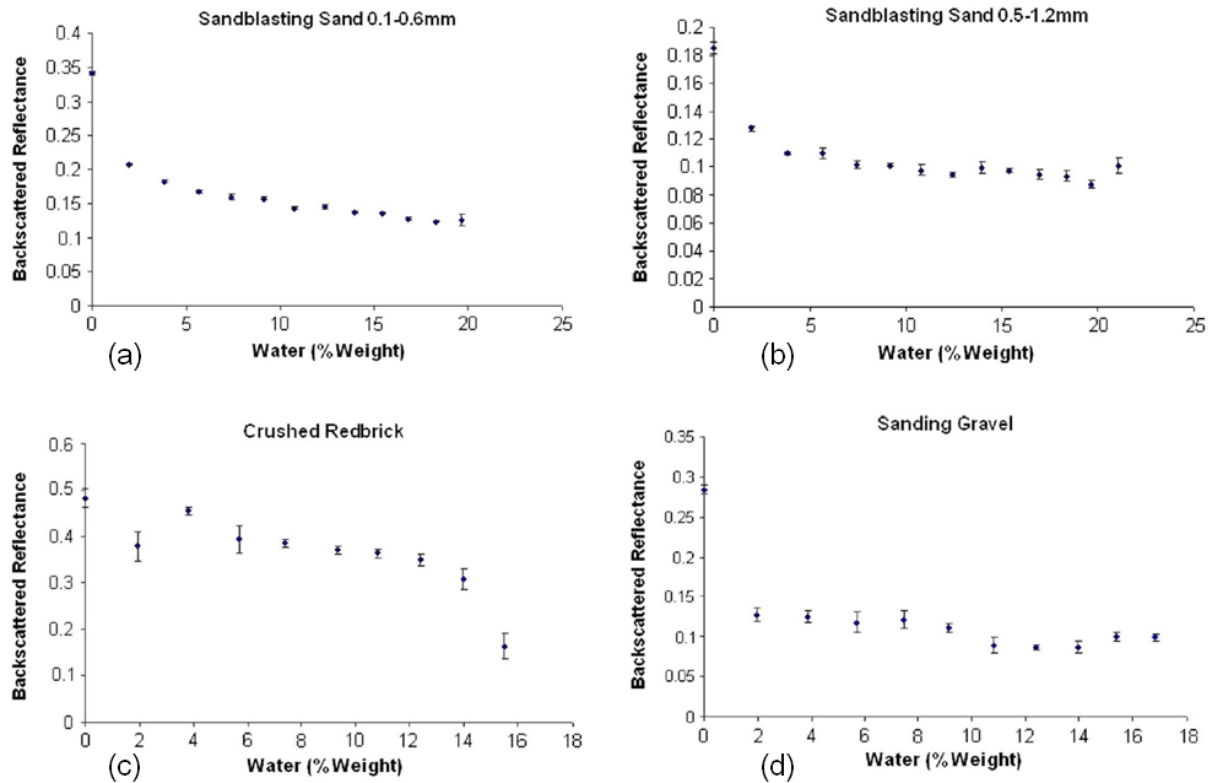 Sandblasting Sand 0.1-0.6mm
Backscattered Reflectance
0.4
0.35
0.3
0.25
0.2
0.15
0.1
0.05
0
0 5 10 15 20 25
Water (%Weight)
(a)
Sandblasting Sand 0.5-1.2mm
Backscattered Reflectance
0.2
0.18
0.16
0.14
0.12
0.1
0.08
0.06
0.04
0.02
0
0 5 10 15 20 25
Water (%Weight)
(b)
Crushed Redbrick
Backscattered Reflectance
0.6
0.5
0.4
0.3
0.2
0.1
0
0 2 4 6 8 10 12 14 16 18
Water (%Weight)
(c)
Sanding Gravel
Backscattered Reflectance
0.35
0.3
0.25
0.2
0.15
0.1
0.05
0
0 2 4 6 8 10 12 14 16 18
Water (%Weight)
(d)